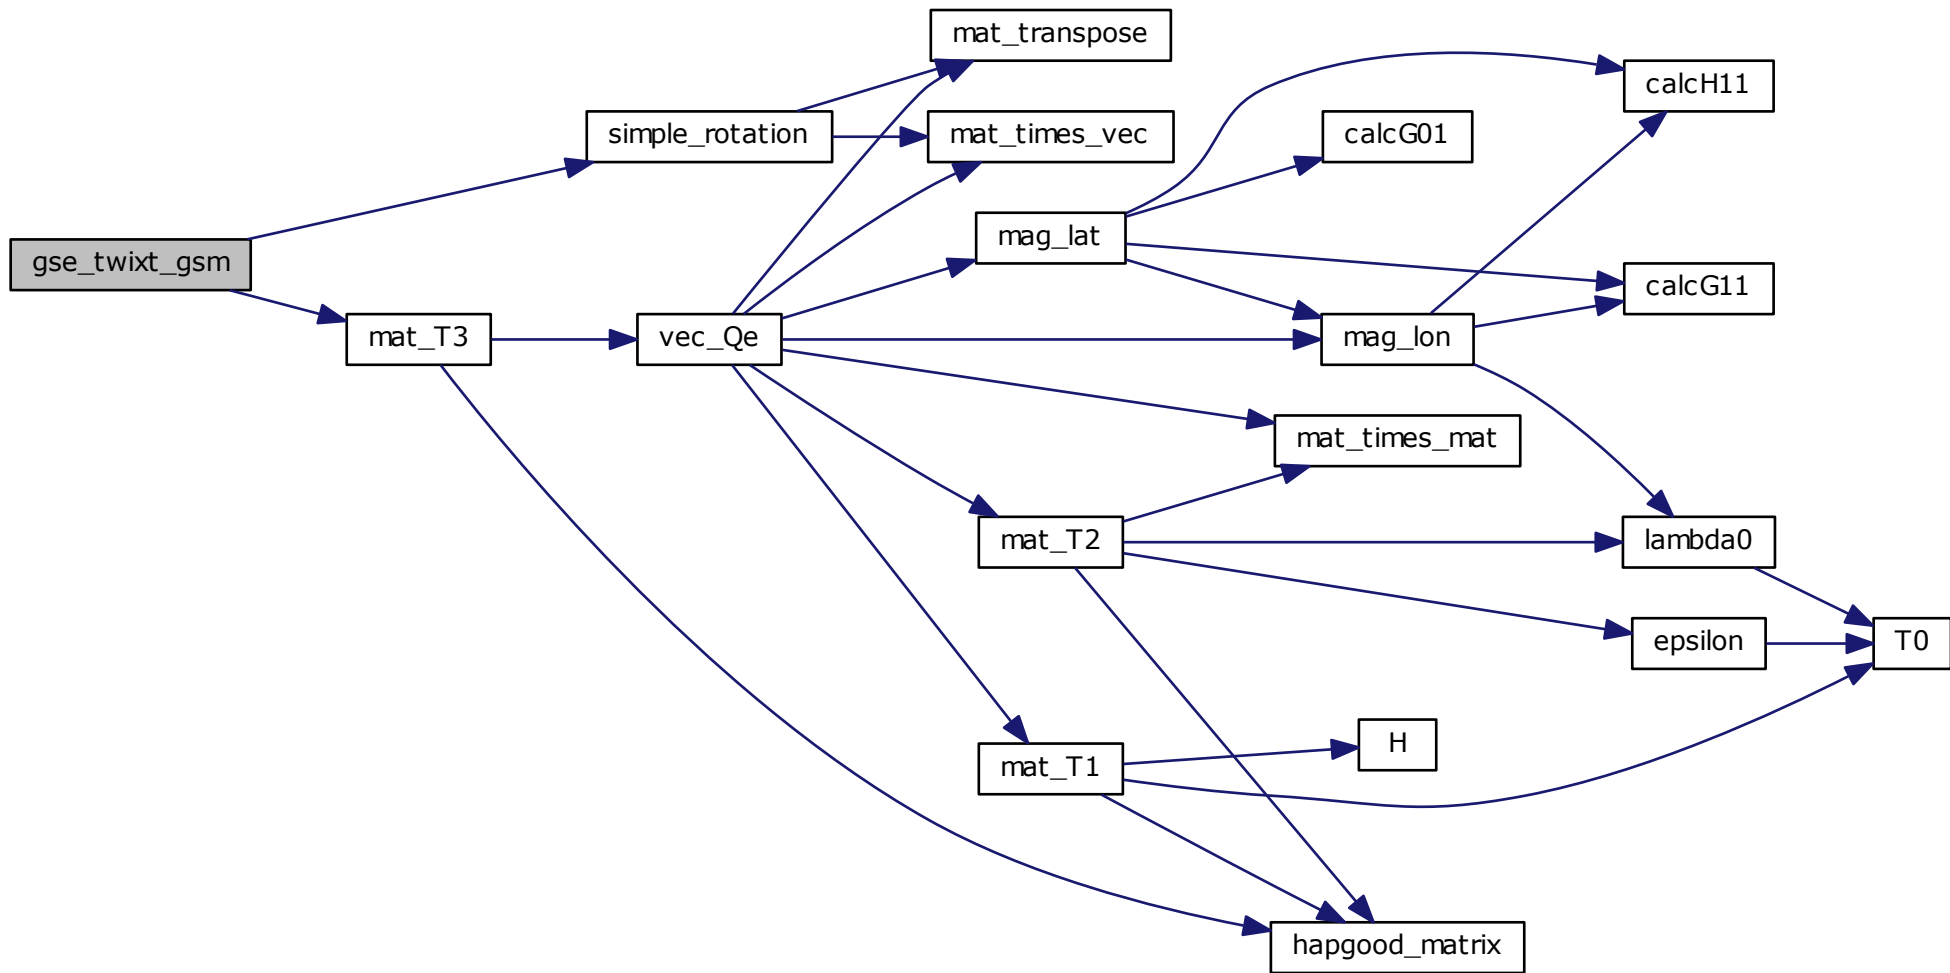 mat_transpose
calcH11
simple_rotation
mat_times_vec
calcG01
mag_lat
gse_twixt_gsm
calcG11
mat_T3
vec_Qe
mag_lon
mat_times_mat
mat_T2
lambda0
epsilon
T0
H
mat_T1
hapgood_matrix